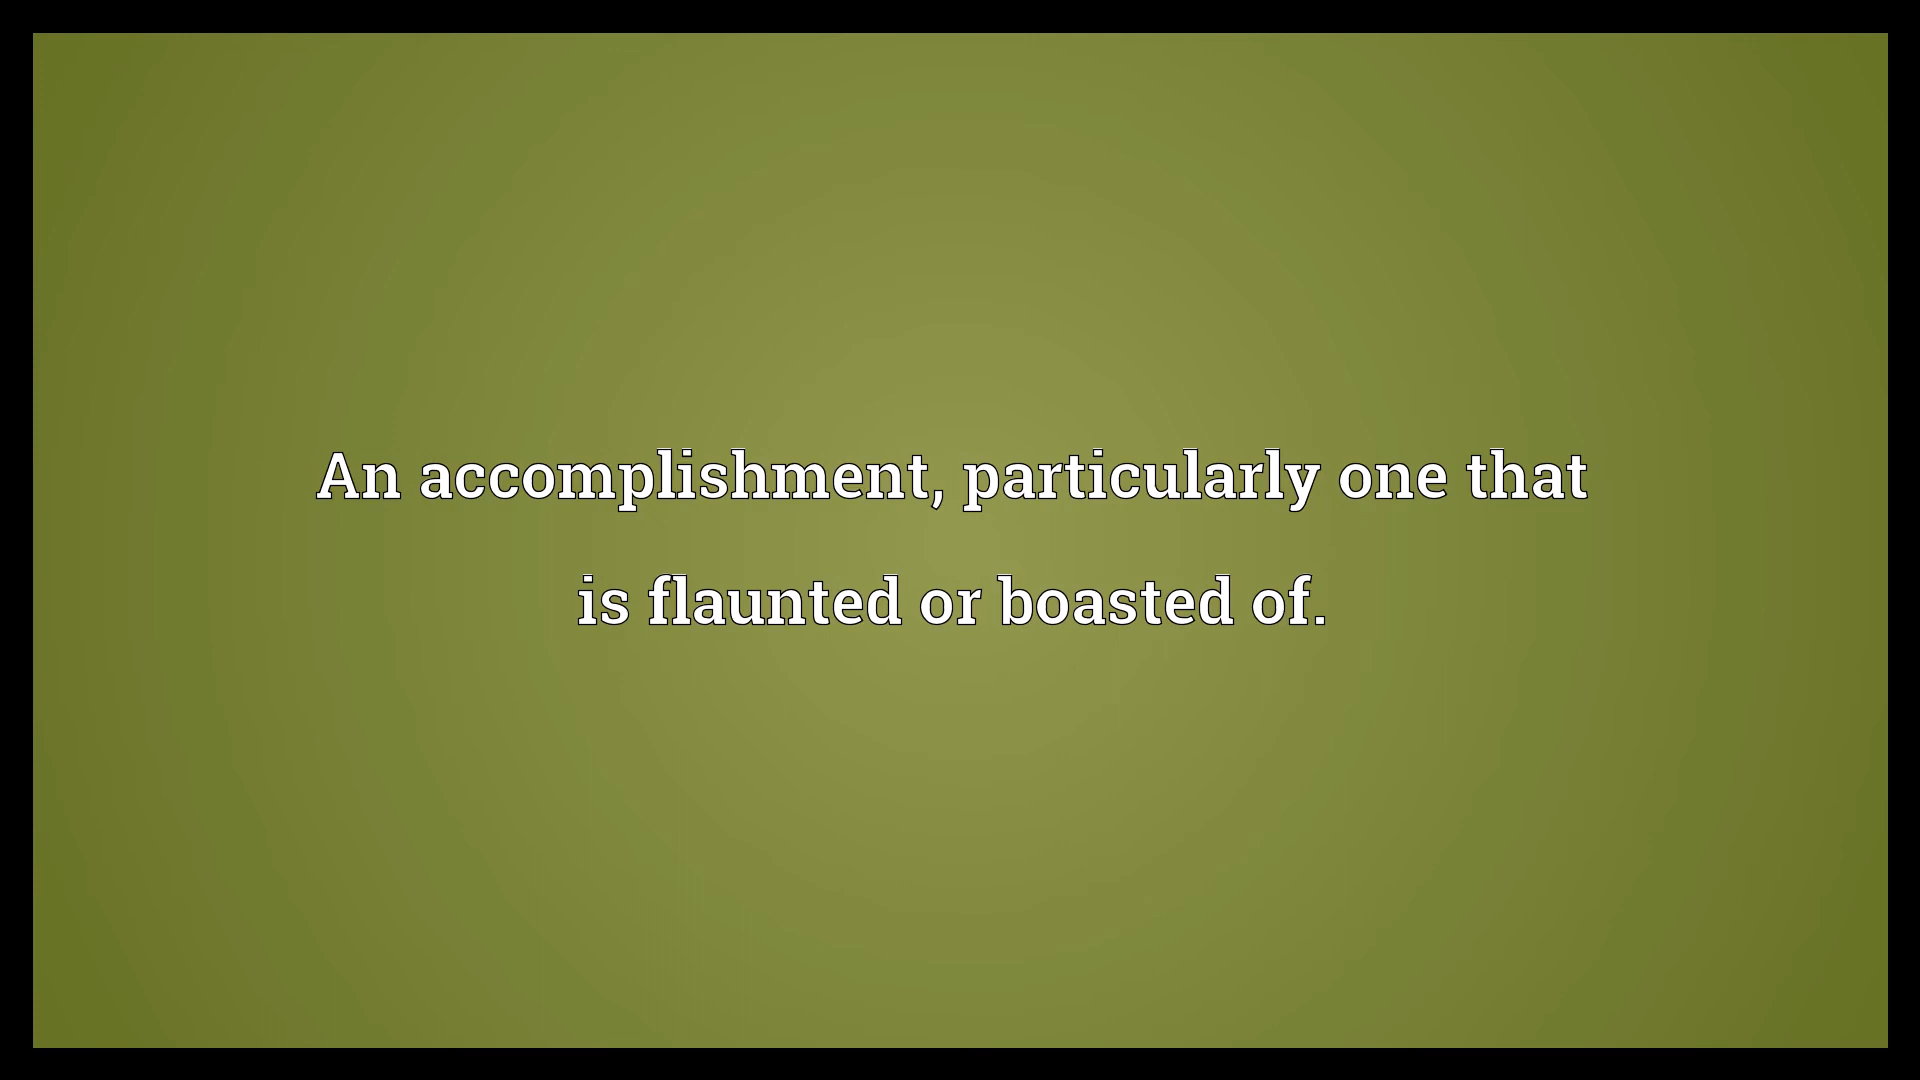 An accomplishment, particularly one that
is flaunted or boasted of.